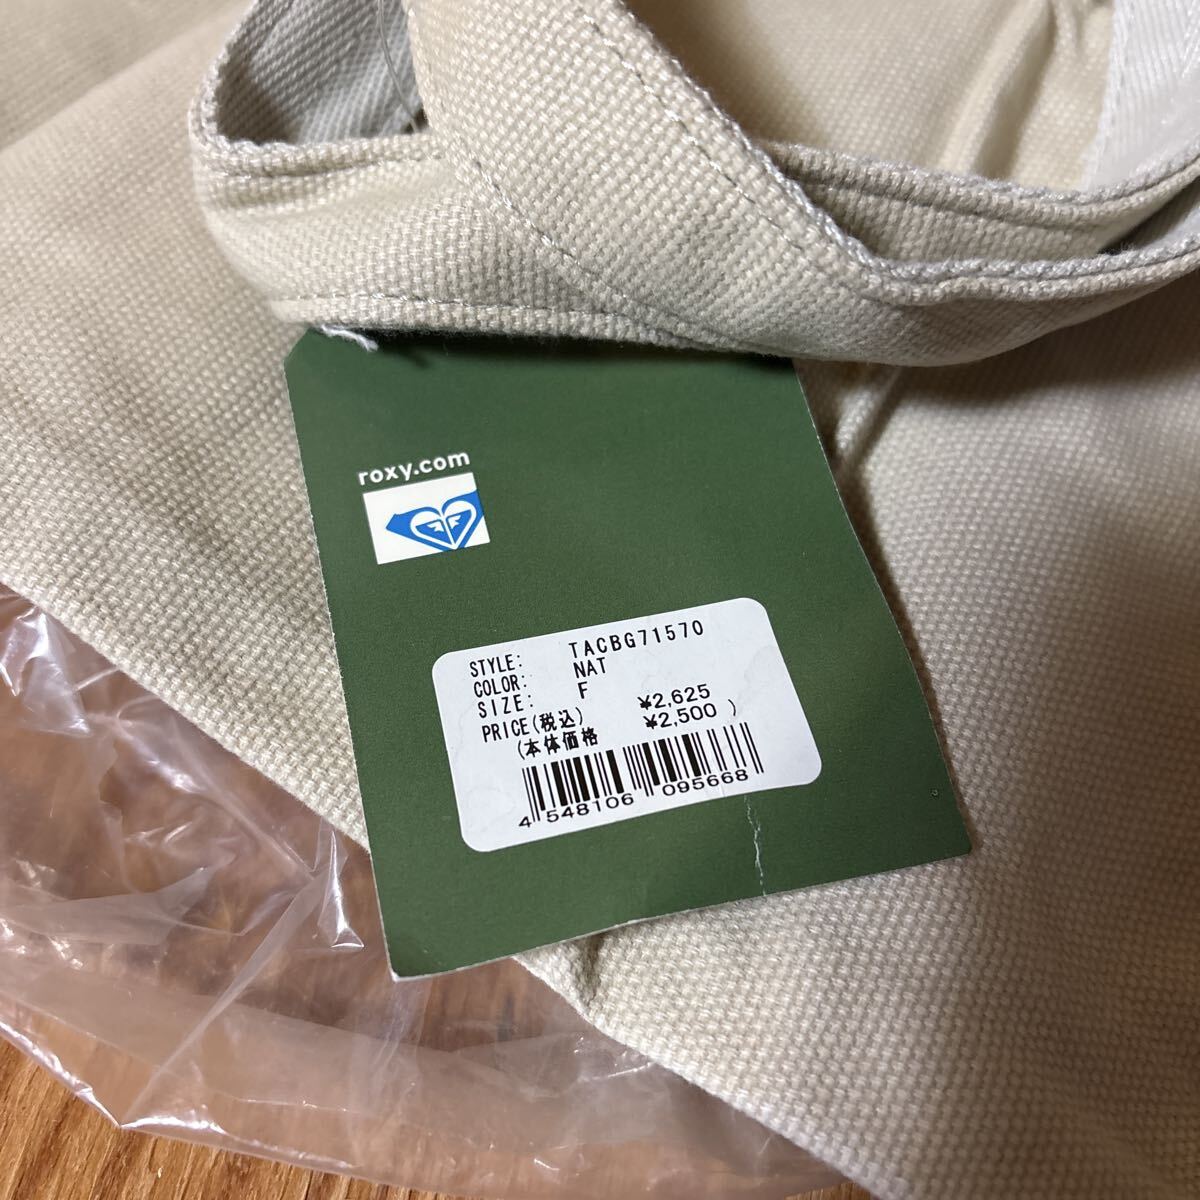 roxy.com
STYLE: TACBG71570
COLOR: NAT
SIZE: F
PRICE(税込) ¥2,625
(本体価格 ¥2,500 )
4 548106 095668